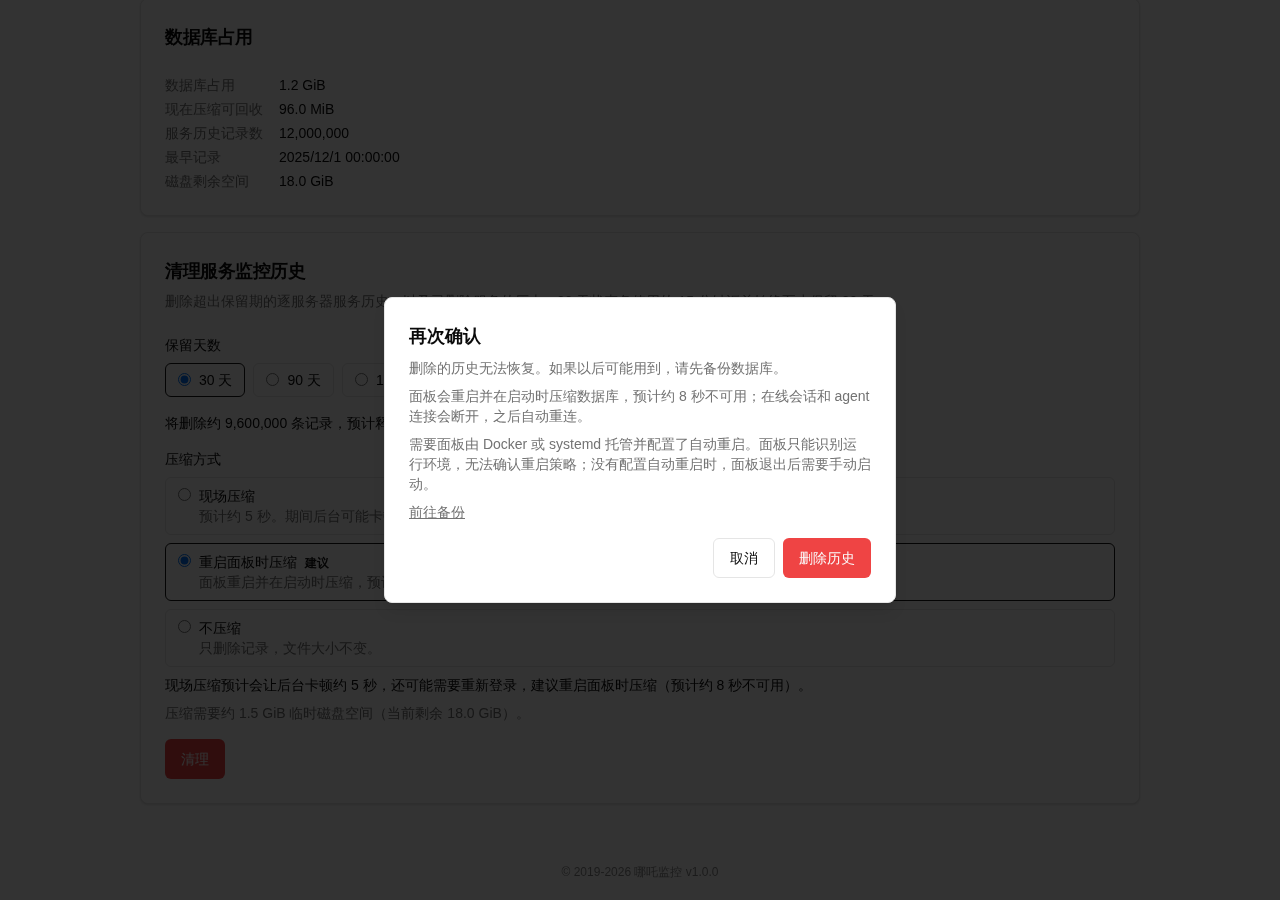 数据库占用
数据库占用 1.2 GiB
现在压缩可回收 96.0 MiB
服务历史记录数 12,000,000
最早记录 2025/12/1 00:00:00
磁盘剩余空间 18.0 GiB
清理服务监控历史
删除超出保留期的逐服务器服务历史
保留天数
30 天 90 天 1
将删除约 9,600,000 条记录，预计释
压缩方式
现场压缩
预计约 5 秒。期间后台可能卡
重启面板时压缩 建议
面板重启并在启动时压缩，预
不压缩
只删除记录，文件大小不变。
现场压缩预计会让后台卡顿约 5 秒，还可能需要重新登录，建议重启面板时压缩（预计约 8 秒不可用）。
压缩需要约 1.5 GiB 临时磁盘空间（当前剩余 18.0 GiB）。
清理
再次确认
删除的历史无法恢复。如果以后可能用到，请先备份数据库。
面板会重启并在启动时压缩数据库，预计约 8 秒不可用；在线会话和 agent
连接会断开，之后自动重连。
需要面板由 Docker 或 systemd 托管并配置了自动重启。面板只能识别运
行环境，无法确认重启策略；没有配置自动重启时，面板退出后需要手动启
动。
前往备份
取消 删除历史
© 2019-2026 哪吒监控 v1.0.0